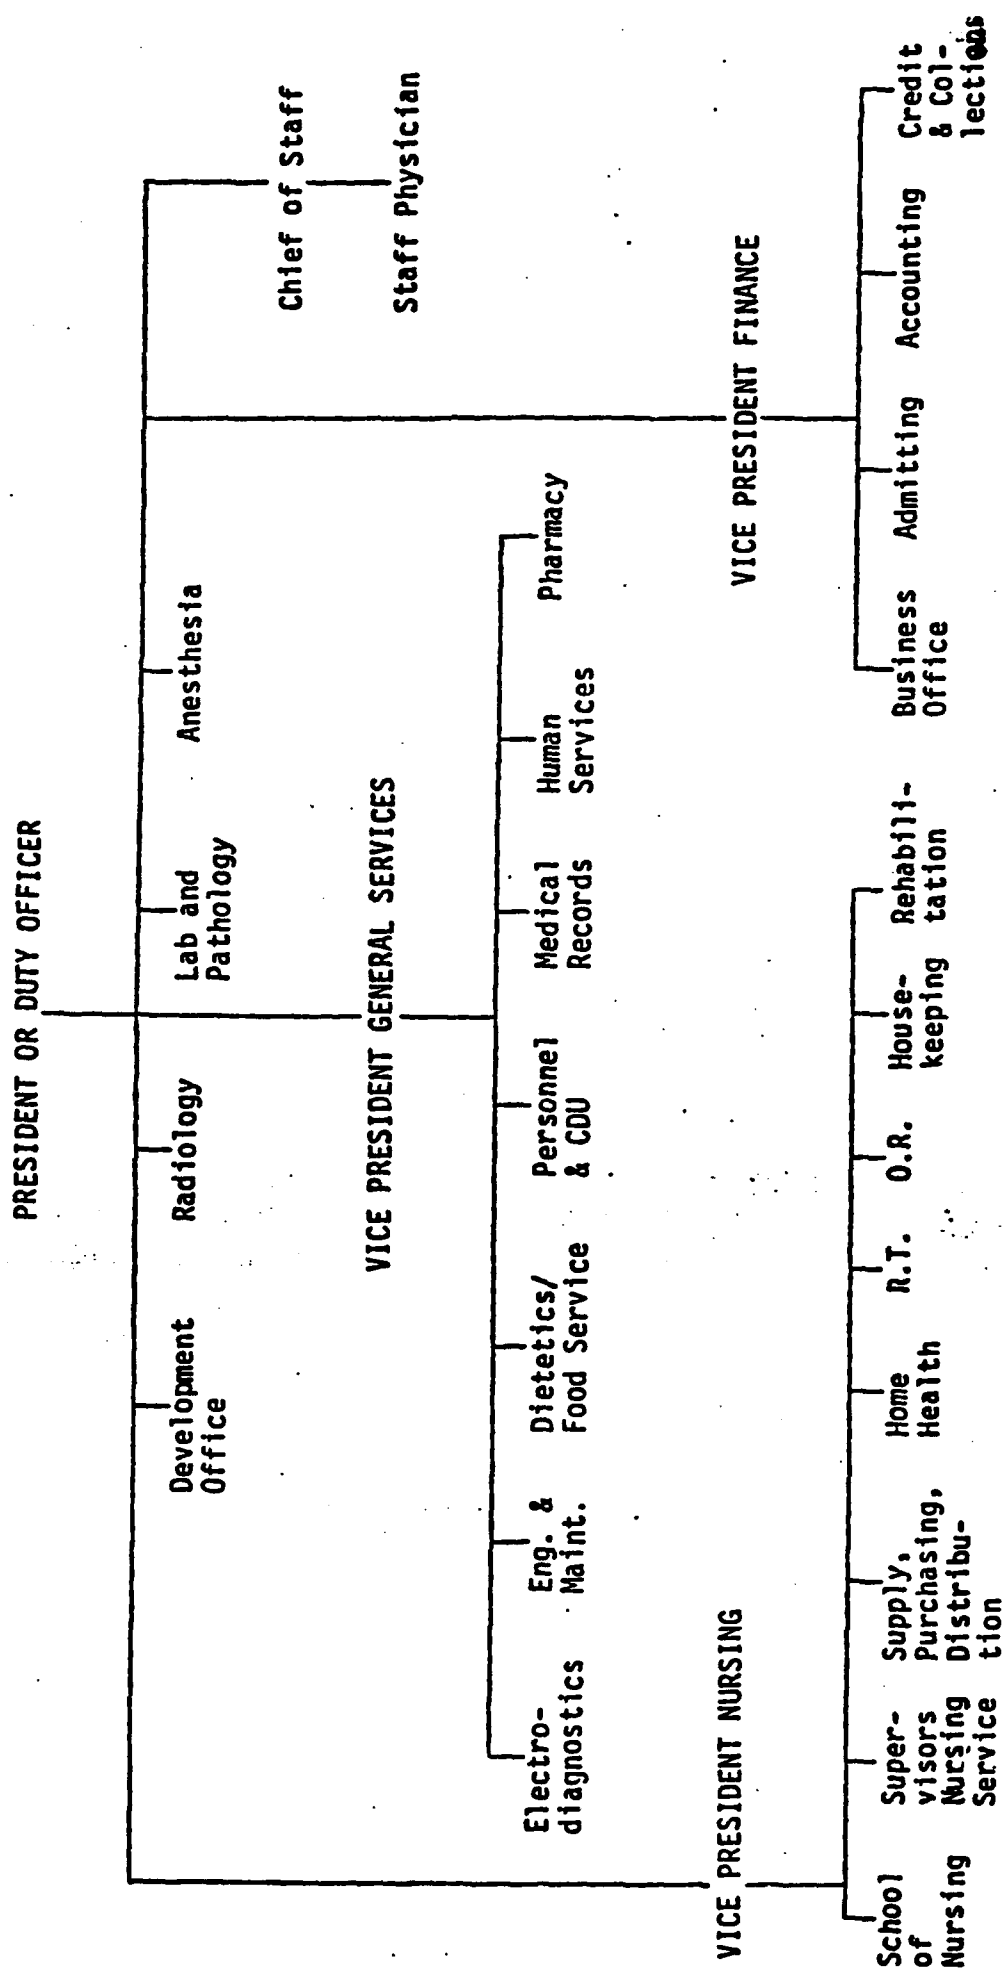 PRESIDENT OR DUTY OFFICER
Development
Office
Radiology
Lab and
Pathology
Anesthesia
Chief of Staff
Staff Physician
VICE PRESIDENT GENERAL SERVICES
Electro-
diagnostics
Eng. &
Maint.
Dietetics/
Food Service
Personnel
& CDU
Medical
Records
Human
Services
Pharmacy
VICE PRESIDENT NURSING
School
of
Nursing
Super-
visors
Nursing
Service
Supply,
Purchasing,
Distribu-
tion
Home
Health
R.T.
O.R.
House-
keeping
Rehabili-
tation
VICE PRESIDENT FINANCE
Business
Office
Admitting
Accounting
Credit
& Col-
lections